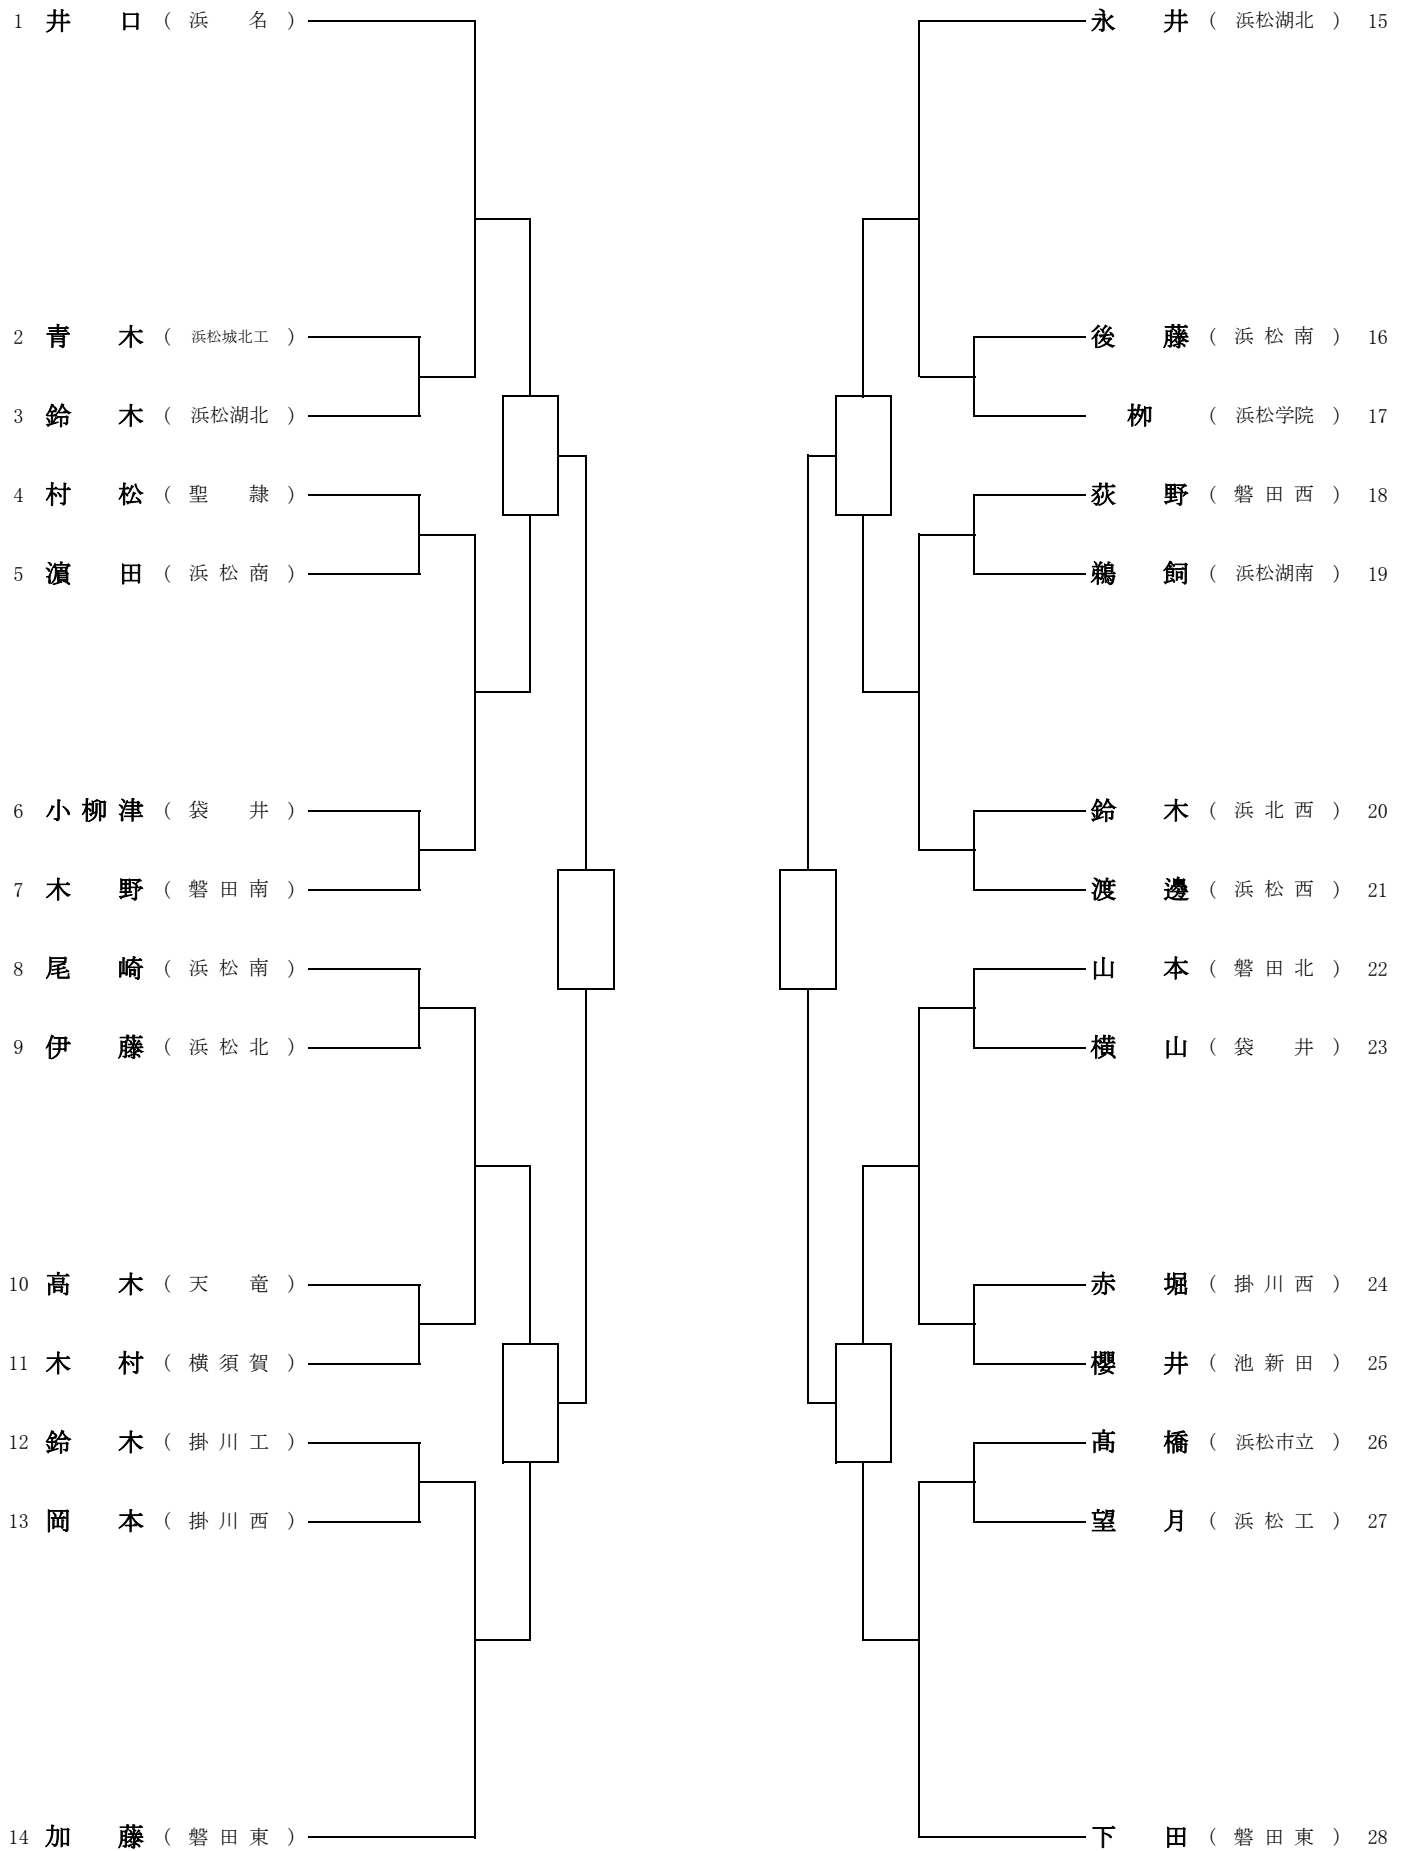 1 井口 （浜名）
2 青木 （浜松城北工）
3 鈴木 （浜松湖北）
4 村松 （聖隷）
5 濵田 （浜松商）
6 小柳津 （袋井）
7 木野 （磐田南）
8 尾崎 （浜松南）
9 伊藤 （浜松北）
10 髙木 （天竜）
11 木村 （横須賀）
12 鈴木 （掛川工）
13 岡本 （掛川西）
14 加藤 （磐田東）
永井 （浜松湖北） 15
後藤 （浜松南） 16
栁 （浜松学院） 17
荻野 （磐田西） 18
鵜飼 （浜松湖南） 19
鈴木 （浜北西） 20
渡邊 （浜松西） 21
山本 （磐田北） 22
横山 （袋井） 23
赤堀 （掛川西） 24
櫻井 （池新田） 25
髙橋 （浜松市立） 26
望月 （浜松工） 27
下田 （磐田東） 28